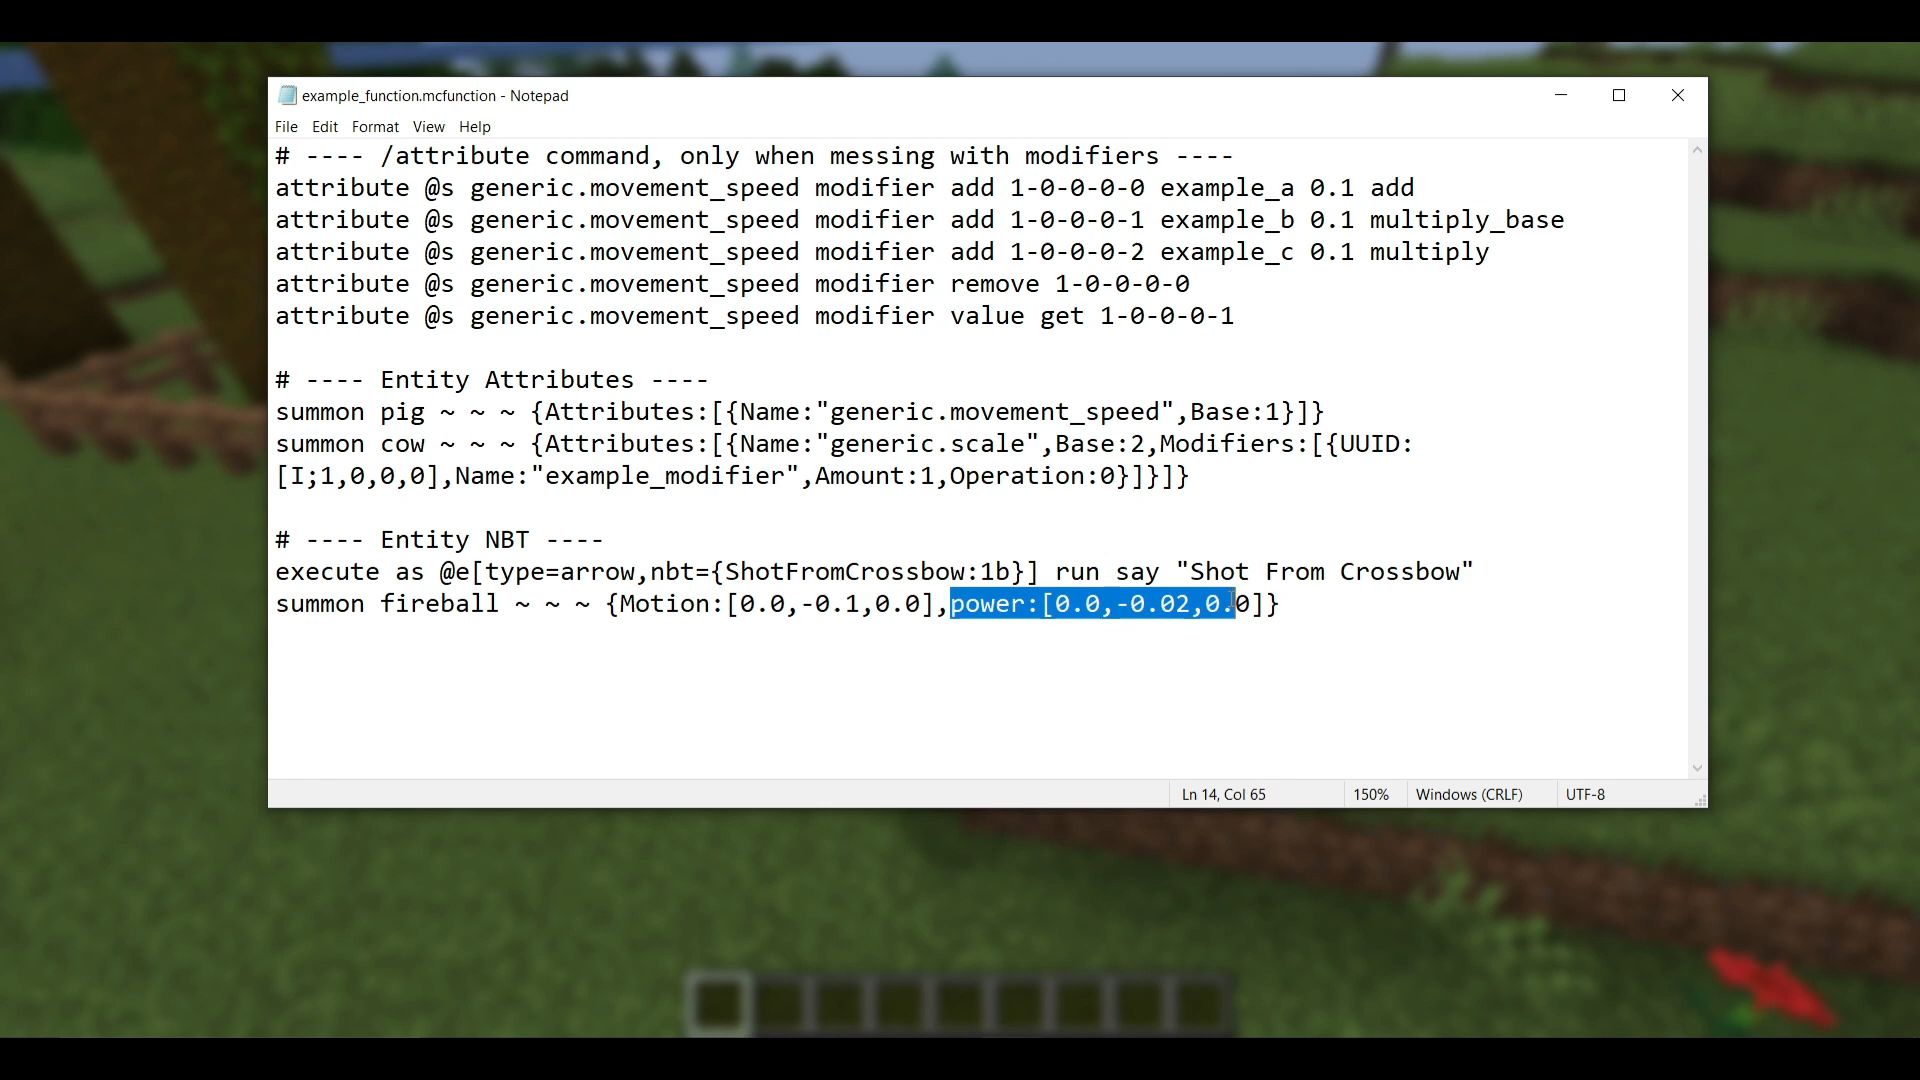 example_function.mcfunction - Notepad
File Edit Format View Help
# ---- /attribute command, only when messing with modifiers ----
attribute @s generic.movement_speed modifier add 1-0-0-0-0 example_a 0.1 add
attribute @s generic.movement_speed modifier add 1-0-0-0-1 example_b 0.1 multiply_base
attribute @s generic.movement_speed modifier add 1-0-0-0-2 example_c 0.1 multiply
attribute @s generic.movement_speed modifier remove 1-0-0-0-0
attribute @s generic.movement_speed modifier value get 1-0-0-0-1
# ---- Entity Attributes ----
summon pig ~ ~ ~ {Attributes:[{Name:"generic.movement_speed",Base:1}]}
summon cow ~ ~ ~ {Attributes:[{Name:"generic.scale",Base:2,Modifiers:[{UUID:
[I;1,0,0,0],Name:"example_modifier",Amount:1,Operation:0}]}]}
# ---- Entity NBT ----
execute as @e[type=arrow,nbt={ShotFromCrossbow:1b}] run say "Shot From Crossbow"
summon fireball ~ ~ ~ {Motion:[0.0,-0.1,0.0],power:[0.0,-0.02,0.0]}
Ln 14, Col 65 150% Windows (CRLF) UTF-8